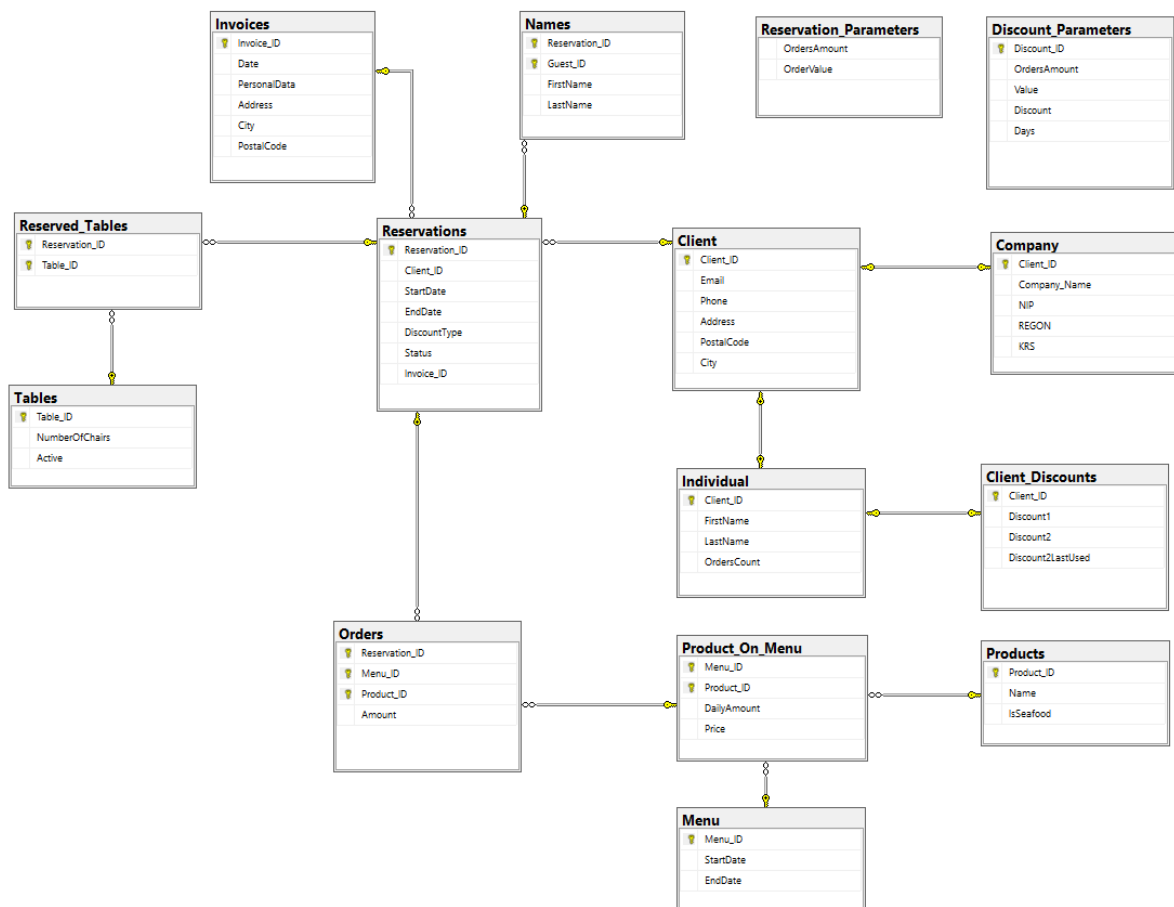 Invoices
Invoice_ID
Date
PersonalData
Address
City
PostalCode
Names
Reservation_ID
Guest_ID
FirstName
LastName
Reservation_Parameters
OrdersAmount
OrderValue
Discount_Parameters
Discount_ID
OrdersAmount
Value
Discount
Days
Reserved_Tables
Reservation_ID
Table_ID
Reservations
Reservation_ID
Client_ID
StartDate
EndDate
DiscountType
Status
Invoice_ID
Client
Client_ID
Email
Phone
Address
PostalCode
City
Company
Client_ID
Company_Name
NIP
REGON
KRS
Tables
Table_ID
NumberOfChairs
Active
Individual
Client_ID
FirstName
LastName
OrdersCount
Client_Discounts
Client_ID
Discount1
Discount2
Discount2LastUsed
Orders
Reservation_ID
Menu_ID
Product_ID
Amount
Product_On_Menu
Menu_ID
Product_ID
DailyAmount
Price
Products
Product_ID
Name
IsSeafood
Menu
Menu_ID
StartDate
EndDate